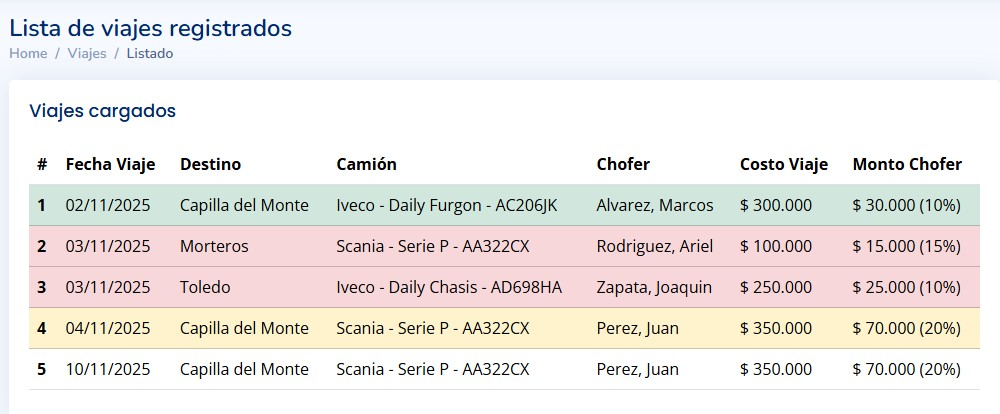 Lista de viajes registrados
Home / Viajes / Listado
Viajes cargados
# Fecha Viaje Destino Camión Chofer Costo Viaje Monto Chofer
1 02/11/2025 Capilla del Monte Iveco - Daily Furgon - AC206JK Alvarez, Marcos $ 300.000 $ 30.000 (10%)
2 03/11/2025 Morteros Scania - Serie P - AA322CX Rodriguez, Ariel $ 100.000 $ 15.000 (15%)
3 03/11/2025 Toledo Iveco - Daily Chasis - AD698HA Zapata, Joaquin $ 250.000 $ 25.000 (10%)
4 04/11/2025 Capilla del Monte Scania - Serie P - AA322CX Perez, Juan $ 350.000 $ 70.000 (20%)
5 10/11/2025 Capilla del Monte Scania - Serie P - AA322CX Perez, Juan $ 350.000 $ 70.000 (20%)